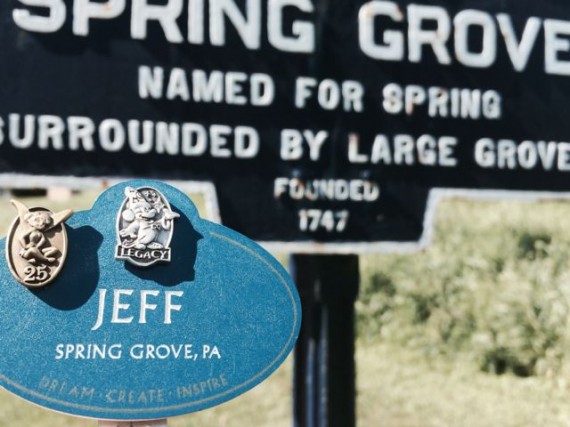 SPRING GROVE
NAMED FOR SPRING
SURROUNDED BY LARGE GROVE
FOUNDED
1747
25
LEGACY
JEFF
SPRING GROVE, PA
DREAM · CREATE · INSPIRE